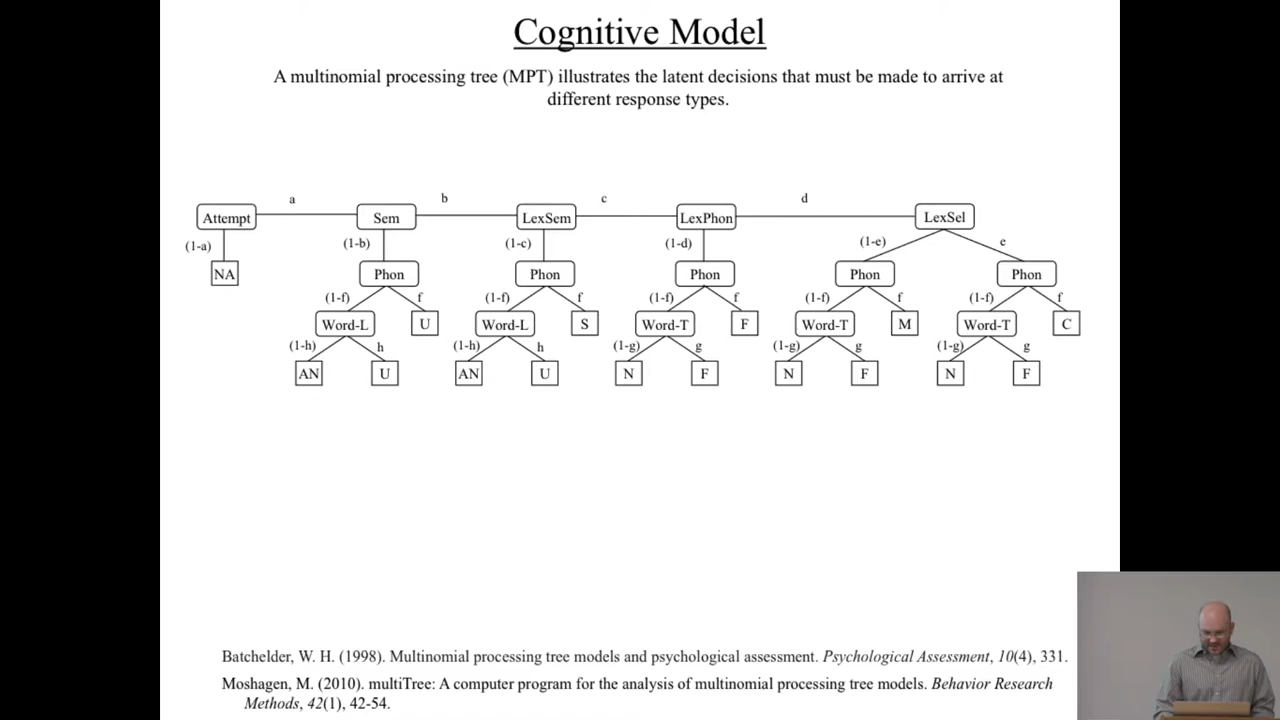 Cognitive Model
A multinomial processing tree (MPT) illustrates the latent decisions that must be made to arrive at
different response types.
a b c d
Attempt Sem LexSem LexPhon LexSel
(1-a) (1-b) (1-c) (1-d) (1-e) e
NA Phon Phon Phon Phon Phon
(1-f) f (1-f) f (1-f) f (1-f) f (1-f) f
Word-L U Word-L S Word-T F Word-T M Word-T C
(1-h) h (1-h) h (1-g) g (1-g) g (1-g) g
AN U AN U N F N F N F
Batchelder, W. H. (1998). Multinomial processing tree models and psychological assessment. Psychological Assessment, 10(4), 331.
Moshagen, M. (2010). multiTree: A computer program for the analysis of multinomial processing tree models. Behavior Research
Methods, 42(1), 42-54.